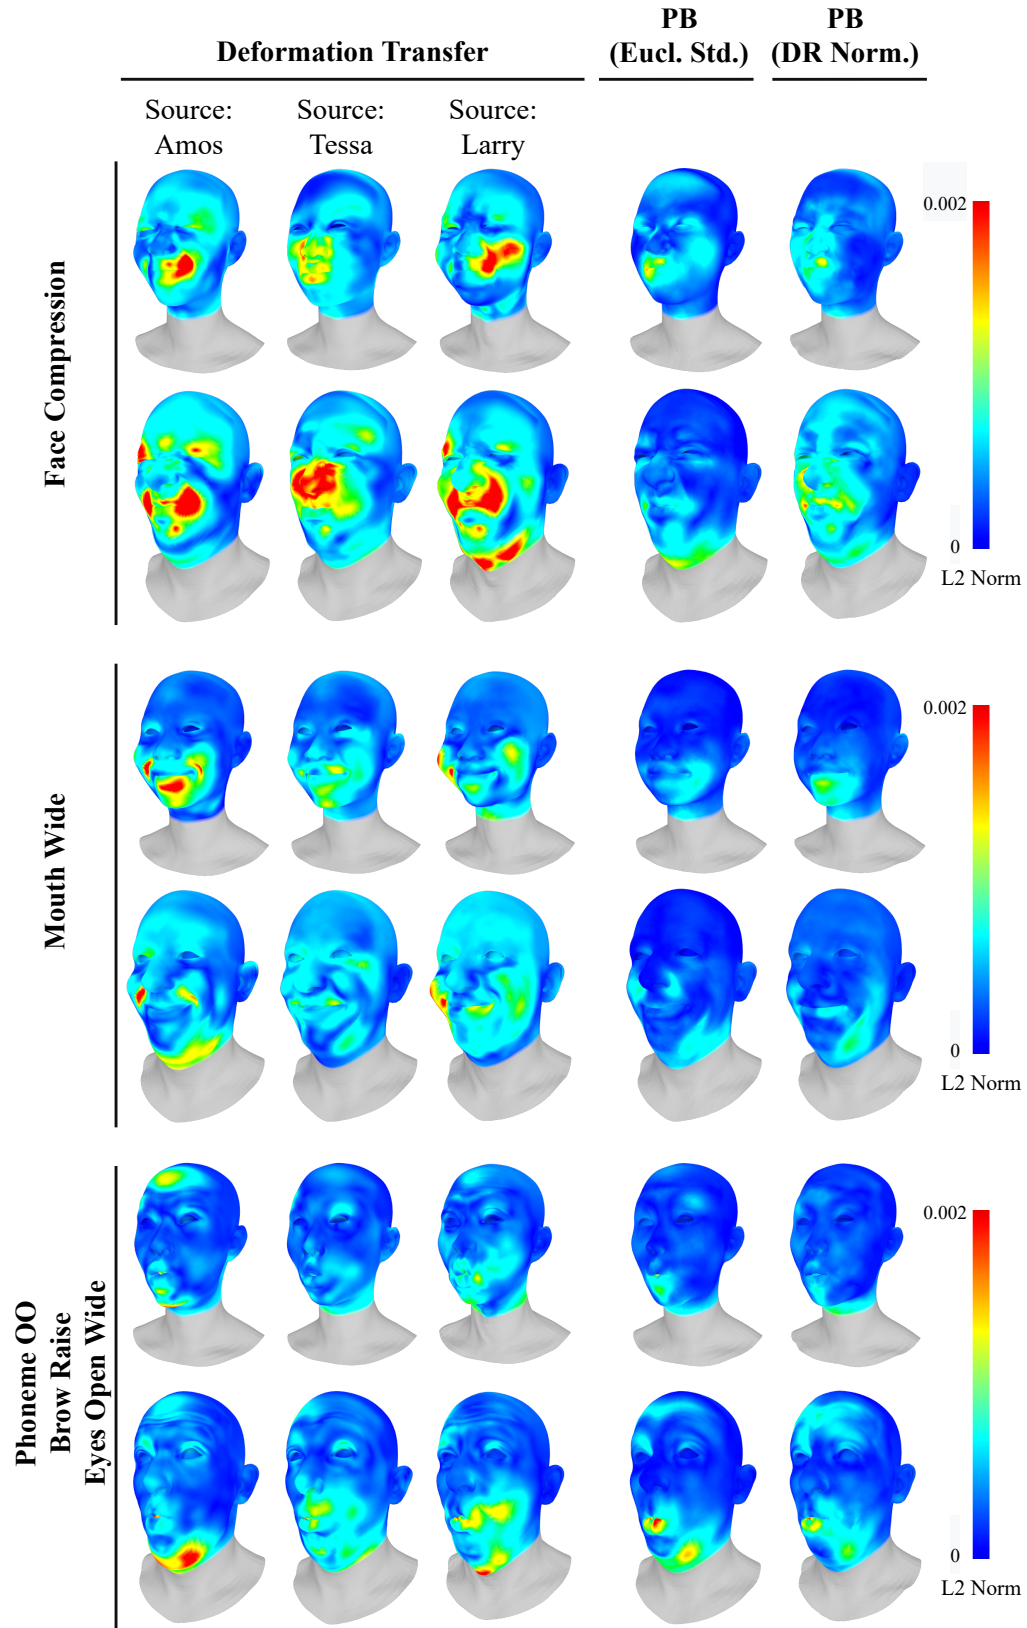 PB
PB
Deformation Transfer
(Eucl. Std.)
(DR Norm.)
Source:
Amos
Source:
Tessa
Source:
Larry
Face Compression
0.002
0
L2 Norm
Mouth Wide
0.002
0
L2 Norm
Phoneme OO
Brow Raise
Eyes Open Wide
0.002
0
L2 Norm